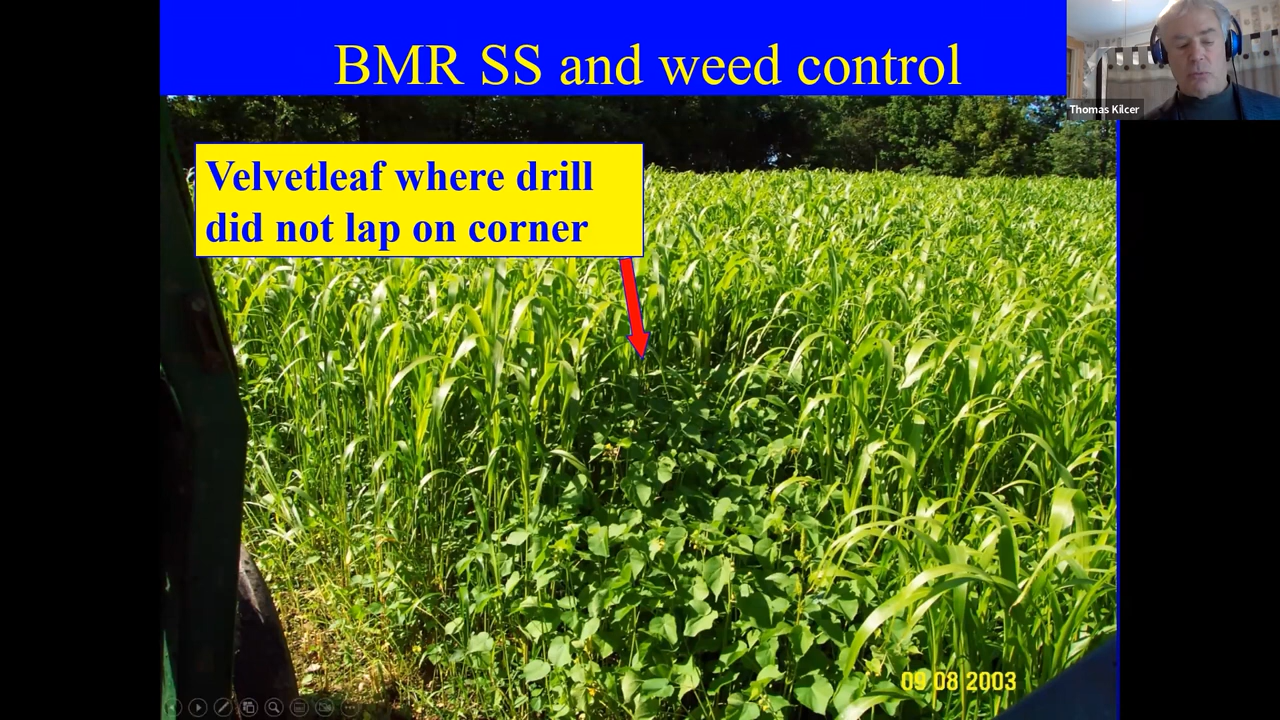 BMR SS and weed control
Thomas Kilcer
Velvetleaf where drill
did not lap on corner
09 08 2003